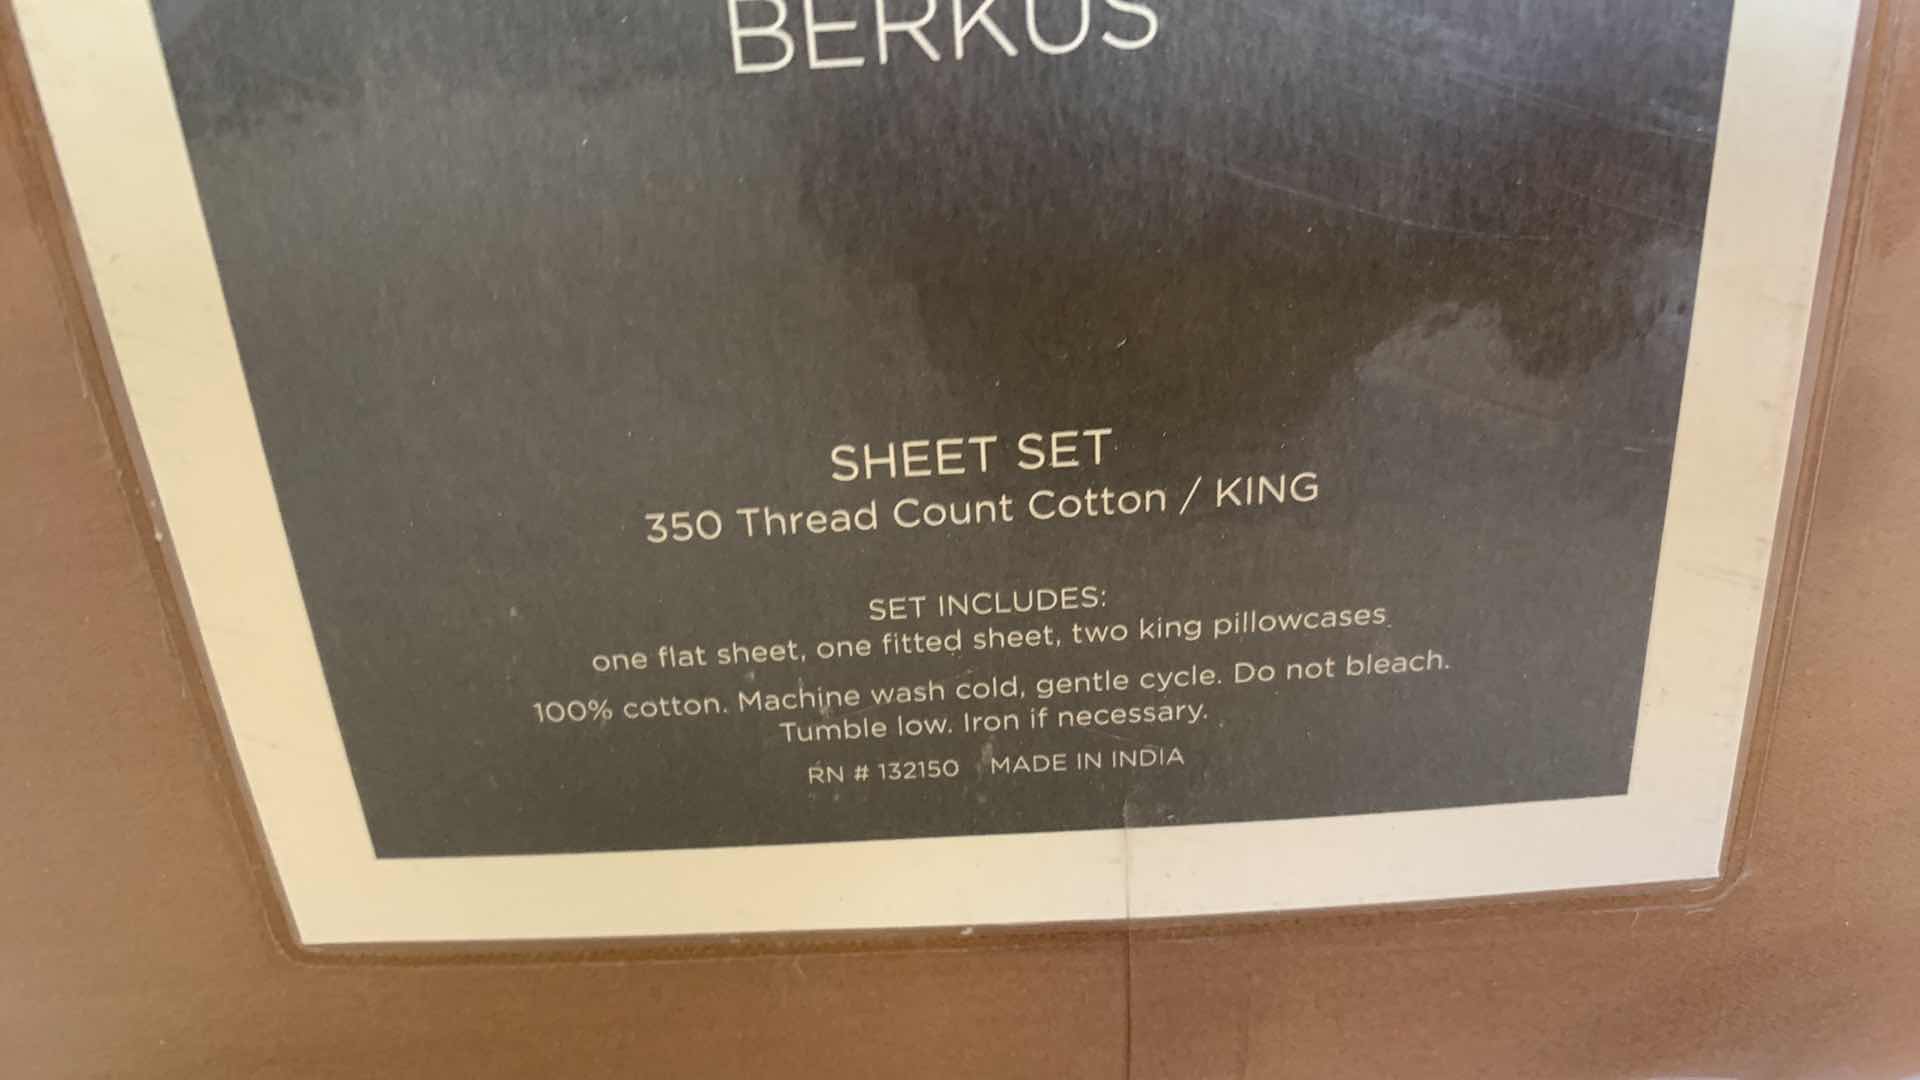 BERKUS
SHEET SET
350 Thread Count Cotton / KING
SET INCLUDES:
one flat sheet, one fitted sheet, two king pillowcases
100% cotton. Machine wash cold, gentle cycle. Do not bleach.
Tumble low. Iron if necessary.
RN # 132150 MADE IN INDIA